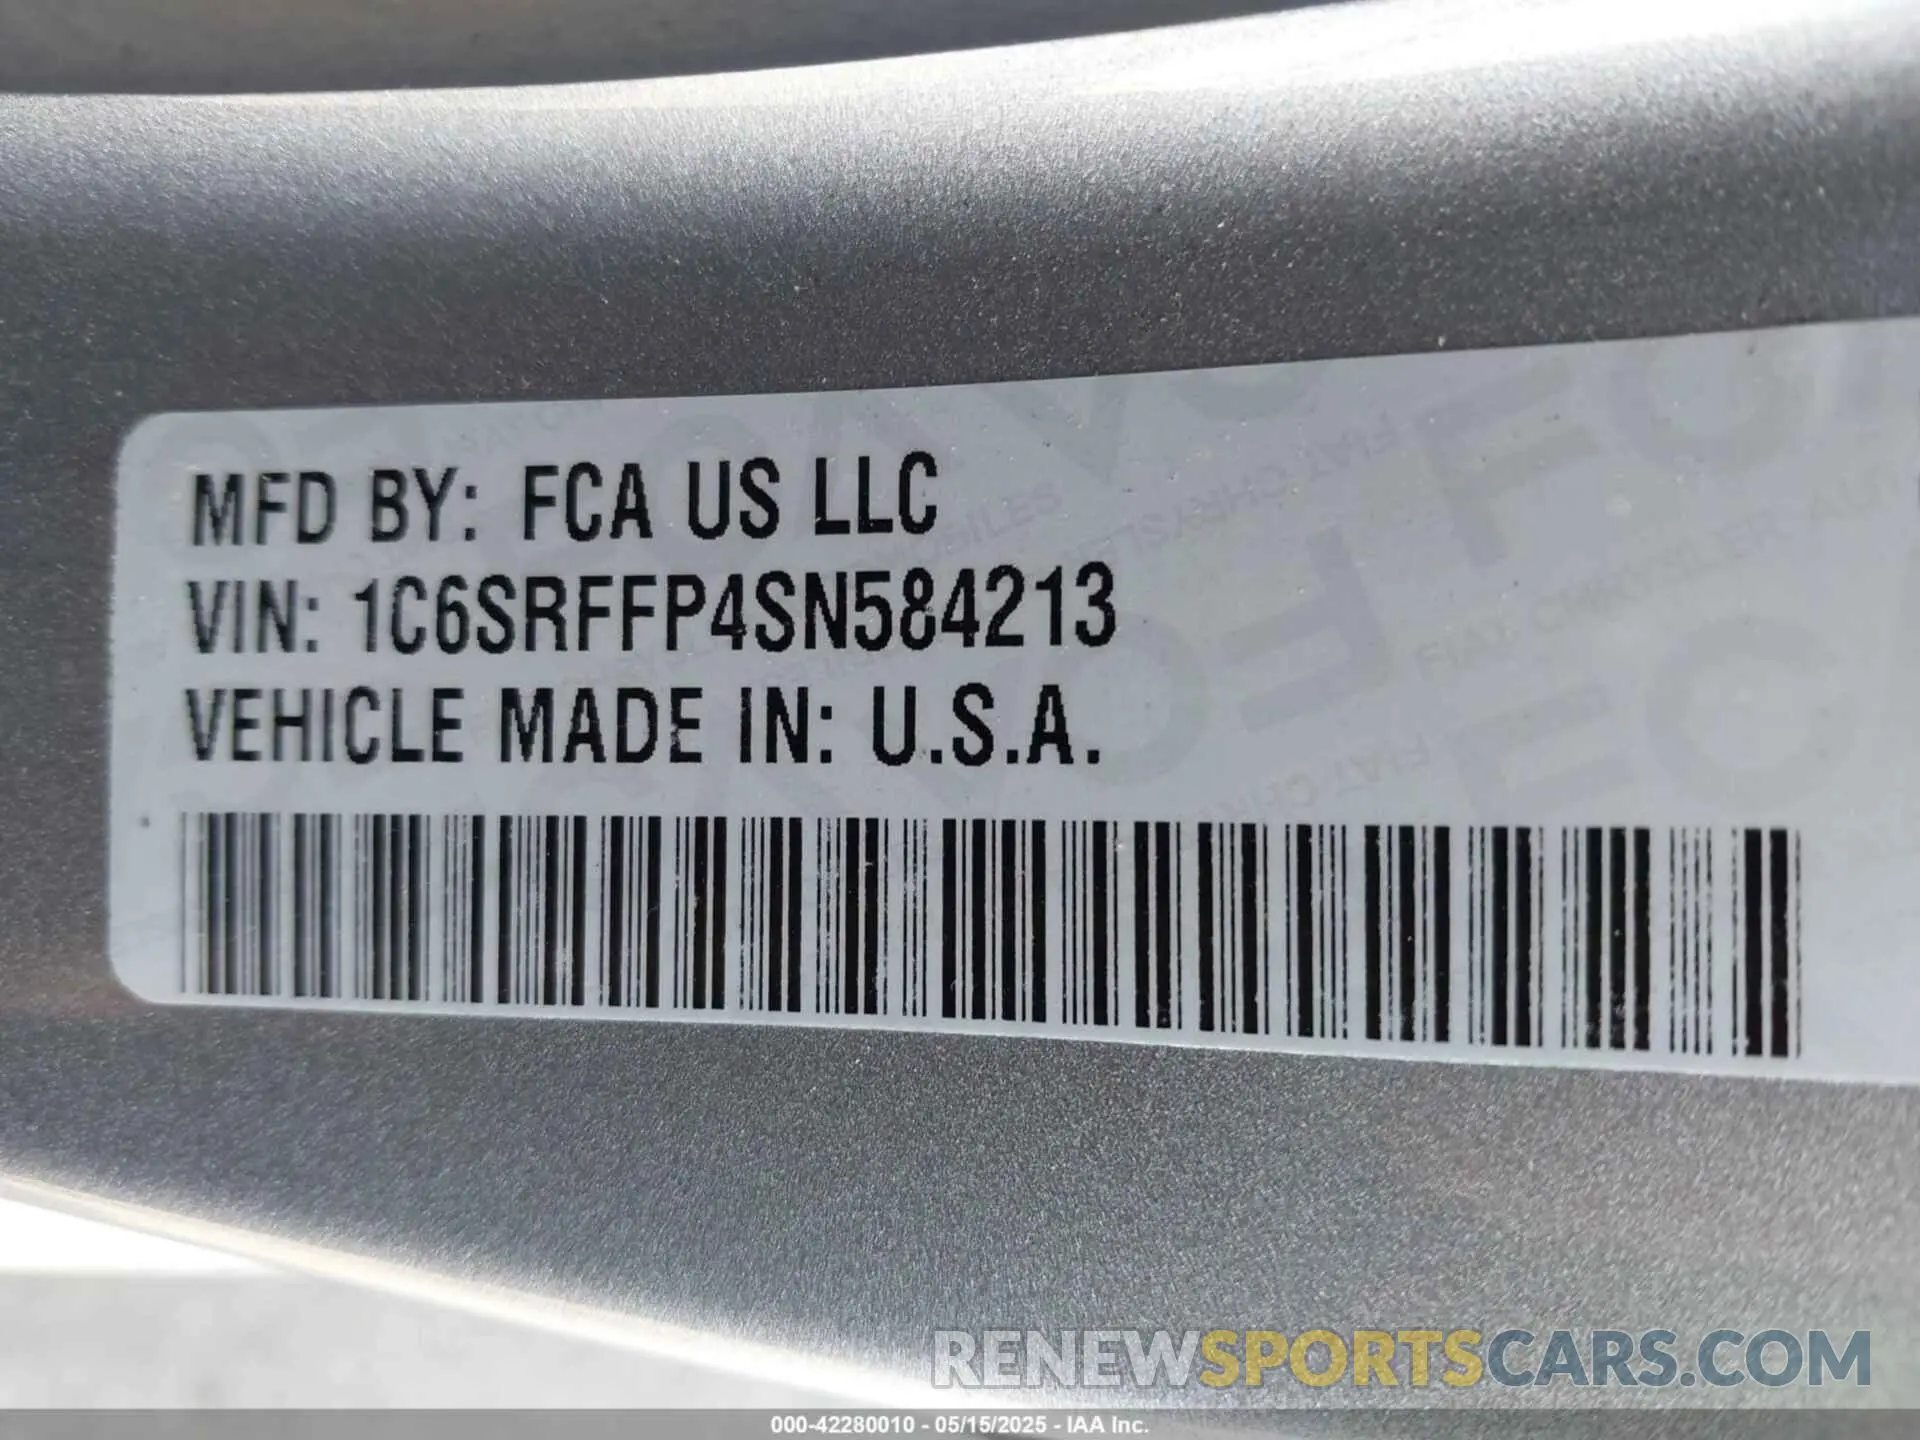 MFD BY: FCA US LLC
VIN: 1C6SRFFP4SN584213
VEHICLE MADE IN: U.S.A.
RENEWSPORTSCARS.COM
000-42280010 - 05/15/2025 - IAA Inc.